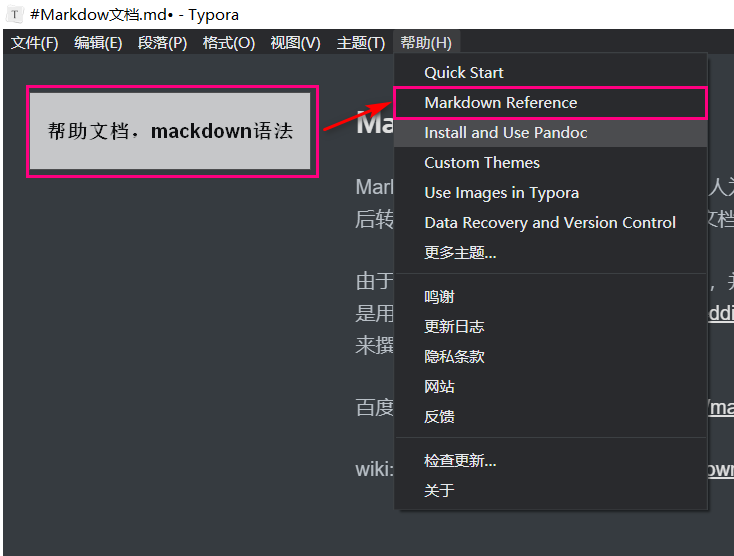 T #Markdow文档.md• - Typora
文件(F) 编辑(E) 段落(P) 格式(O) 视图(V) 主题(T) 帮助(H)
帮助文档，mackdown语法
Quick Start
Markdown Reference
Install and Use Pandoc
Custom Themes
Use Images in Typora
Data Recovery and Version Control
更多主题...
鸣谢
更新日志
隐私条款
网站
反馈
检查更新...
关于
Ma
Mark 人为
后转 文档
由于
是用 ddi
来撰
百度 /ma
wiki: own